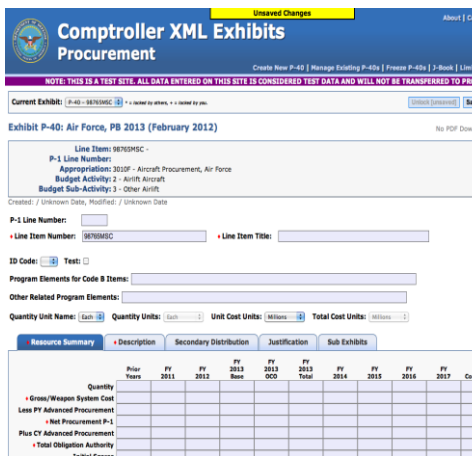 Unsaved Changes
About | C
Comptroller XML Exhibits
Procurement
Create New P-40 | Manage Existing P-40s | Freeze P-40s | J-Book | Lim
NOTE: THIS IS A TEST SITE. ALL DATA ENTERED ON THIS SITE IS CONSIDERED TEST DATA AND WILL NOT BE TRANSFERRED TO PR
Current Exhibit: P-40 - 98765MSC * = locked by others, + = locked by you. Unlock [unsaved] Sa
Exhibit P-40: Air Force, PB 2013 (February 2012) No PDF Dow
Line Item: 98765MSC -
P-1 Line Number:
Appropriation: 3010F - Aircraft Procurement, Air Force
Budget Activity: 2 - Airlift Aircraft
Budget Sub-Activity: 3 - Other Airlift
Created: / Unknown Date, Modified: / Unknown Date
P-1 Line Number:
Line Item Number: 98765MSC Line Item Title:
ID Code: Test:
Program Elements for Code B Items:
Other Related Program Elements:
Quantity Unit Name: Each Quantity Units: Each Unit Cost Units: Millions Total Cost Units: Millions
Resource Summary Description Secondary Distribution Justification Sub Exhibits
Prior Years FY 2011 FY 2012 FY 2013 Base FY 2013 OCO FY 2013 Total FY 2014 FY 2015 FY 2016 FY 2017 Co
Quantity
Gross/Weapon System Cost
Less PY Advanced Procurement
Net Procurement P-1
Plus CY Advanced Procurement
Total Obligation Authority
Initial Spares